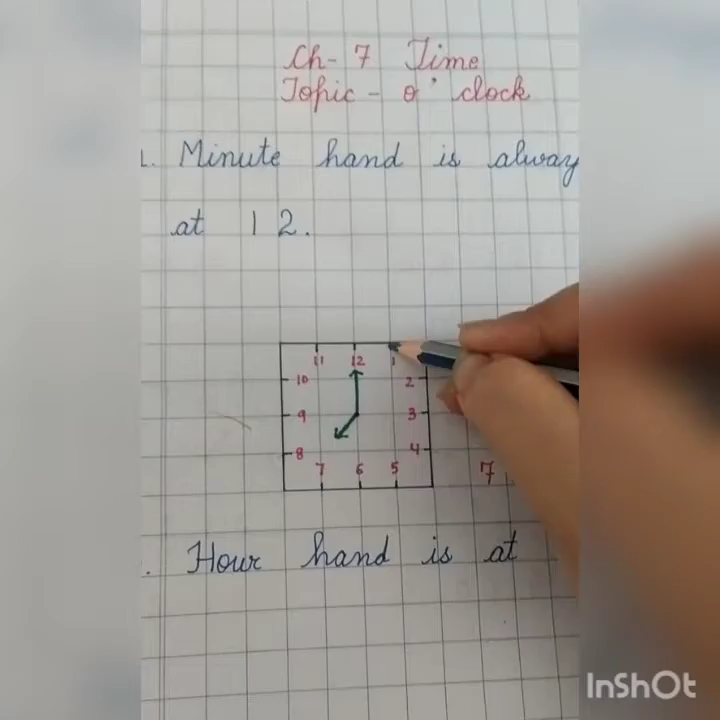 Ch- 7 Time
Topic - o' clock
1. Minute hand is alway
at 12.
11 12 1
10 2
9 3
8 4
7 6 5
7
Hour hand is at
InShOt